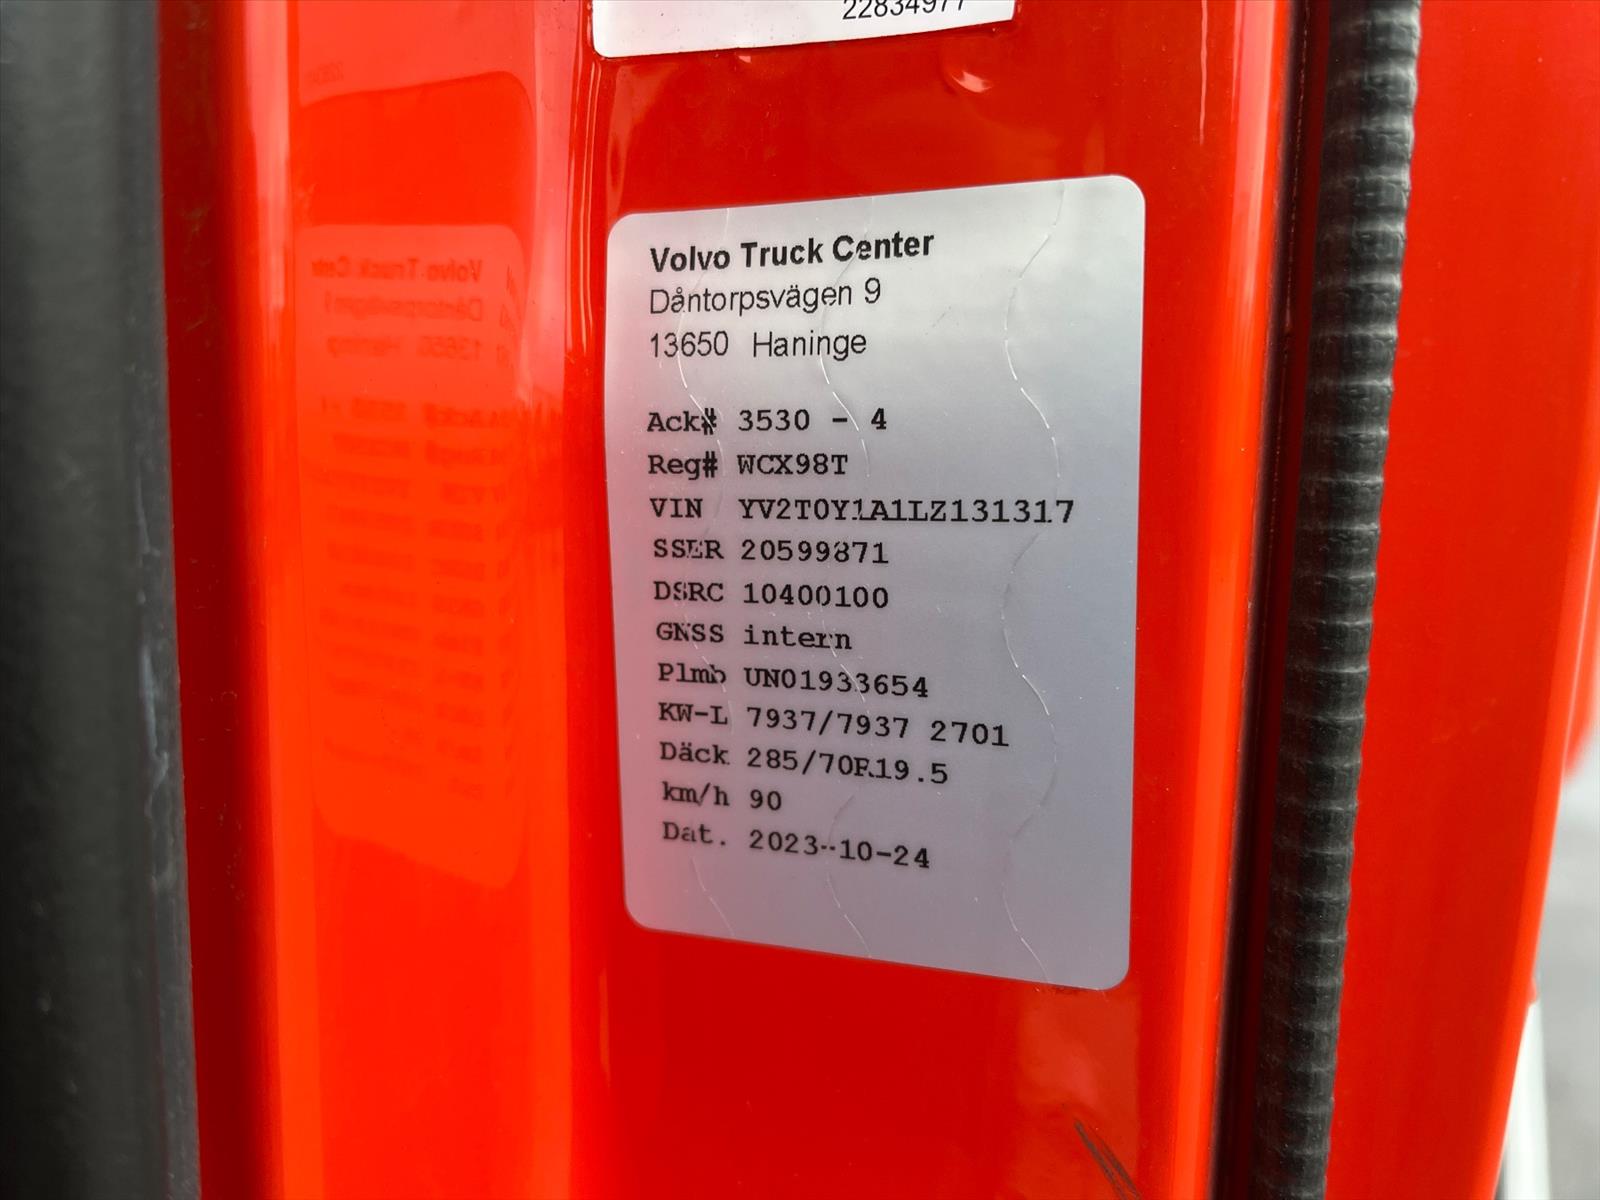 22834977
Volvo Truck Center
Dåntorpsvägen 9
13650 Haninge
Ack# 3530 - 4
Reg# WCX98T
VIN YV2T0Y1A1LZ131317
SSER 20599871
DSRC 10400100
GNSS intern
Plmb UN01933654
KW-L 7937/7937 2701
Däck 285/70R19.5
km/h 90
Dat. 2023-10-24